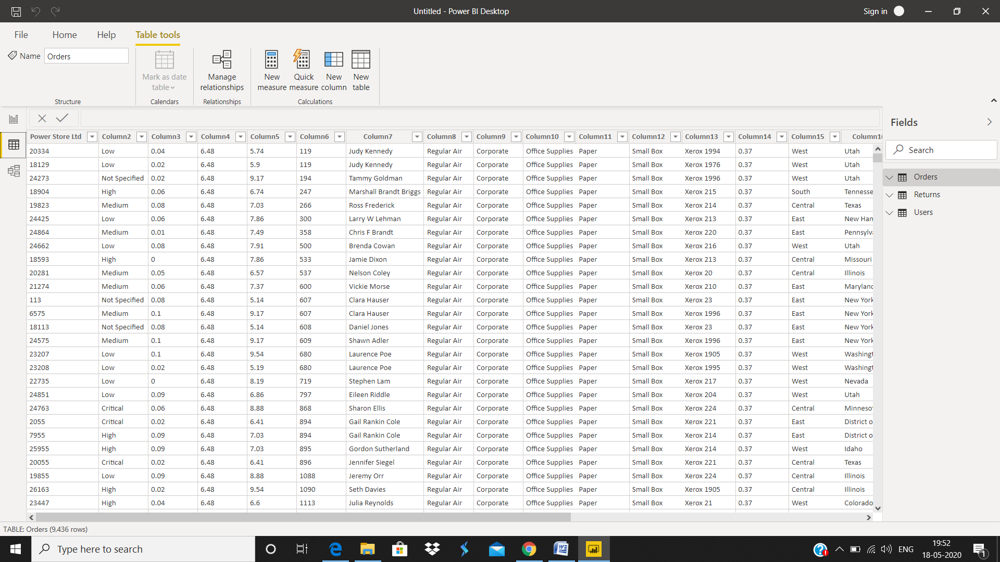 Untitled - Power BI Desktop
Sign in
File Home Help Table tools
Name Orders
Mark as date table
Manage relationships
New measure
Quick measure
New column
New table
Structure Calendars Relationships Calculations
Power Store Ltd Column2 Column3 Column4 Column5 Column6 Column7 Column8 Column9 Column10 Column11 Column12 Column13 Column14 Column15 Column1
20334 Low 0.04 6.48 5.74 119 Judy Kennedy Regular Air Corporate Office Supplies Paper Small Box Xerox 1994 0.37 West Utah
18129 Low 0.02 6.48 5.9 119 Judy Kennedy Regular Air Corporate Office Supplies Paper Small Box Xerox 1976 0.37 West Utah
24273 Not Specified 0.02 6.48 9.17 194 Tammy Goldman Regular Air Corporate Office Supplies Paper Small Box Xerox 1996 0.37 West Utah
18904 High 0.06 6.48 6.74 247 Marshall Brandt Briggs Regular Air Corporate Office Supplies Paper Small Box Xerox 215 0.37 South Tennesse
19823 Medium 0.08 6.48 7.03 266 Ross Frederick Regular Air Corporate Office Supplies Paper Small Box Xerox 214 0.37 Central Texas
24425 Low 0.06 6.48 7.86 300 Larry W Lehman Regular Air Corporate Office Supplies Paper Small Box Xerox 213 0.37 East New Ham
24864 Medium 0.01 6.48 7.49 358 Chris F Brandt Regular Air Corporate Office Supplies Paper Small Box Xerox 220 0.37 East Pennsylv
24662 Low 0.08 6.48 7.91 500 Brenda Cowan Regular Air Corporate Office Supplies Paper Small Box Xerox 216 0.37 West Utah
18593 High 0 6.48 7.86 533 Jamie Dixon Regular Air Corporate Office Supplies Paper Small Box Xerox 213 0.37 Central Missouri
20281 Medium 0.05 6.48 6.57 537 Nelson Coley Regular Air Corporate Office Supplies Paper Small Box Xerox 20 0.37 Central Illinois
21274 Medium 0.06 6.48 7.37 600 Vickie Morse Regular Air Corporate Office Supplies Paper Small Box Xerox 210 0.37 East Maryland
113 Not Specified 0.08 6.48 5.14 607 Clara Hauser Regular Air Corporate Office Supplies Paper Small Box Xerox 23 0.37 East New York
6575 Medium 0.1 6.48 9.17 607 Clara Hauser Regular Air Corporate Office Supplies Paper Small Box Xerox 1996 0.37 East New York
18113 Not Specified 0.08 6.48 5.14 608 Daniel Jones Regular Air Corporate Office Supplies Paper Small Box Xerox 23 0.37 East New York
24575 Medium 0.1 6.48 9.17 609 Shawn Adler Regular Air Corporate Office Supplies Paper Small Box Xerox 1996 0.37 East New York
23207 Low 0.1 6.48 9.54 680 Laurence Poe Regular Air Corporate Office Supplies Paper Small Box Xerox 1905 0.37 West Washingt
23208 Low 0.02 6.48 5.19 680 Laurence Poe Regular Air Corporate Office Supplies Paper Small Box Xerox 1995 0.37 West Washingt
22735 Low 0 6.48 8.19 719 Stephen Lam Regular Air Corporate Office Supplies Paper Small Box Xerox 217 0.37 West Nevada
24851 Low 0.09 6.48 6.86 797 Eileen Riddle Regular Air Corporate Office Supplies Paper Small Box Xerox 204 0.37 West Utah
24763 Critical 0.06 6.48 8.88 868 Sharon Ellis Regular Air Corporate Office Supplies Paper Small Box Xerox 224 0.37 Central Minneso
2055 Critical 0.02 6.48 6.41 894 Gail Rankin Cole Regular Air Corporate Office Supplies Paper Small Box Xerox 221 0.37 East District o
7955 High 0.09 6.48 7.03 894 Gail Rankin Cole Regular Air Corporate Office Supplies Paper Small Box Xerox 214 0.37 East District o
25955 High 0.09 6.48 7.03 895 Gordon Sutherland Regular Air Corporate Office Supplies Paper Small Box Xerox 214 0.37 West Idaho
20055 Critical 0.02 6.48 6.41 896 Jennifer Siegel Regular Air Corporate Office Supplies Paper Small Box Xerox 221 0.37 Central Texas
19855 Low 0.09 6.48 8.88 1088 Jeremy Orr Regular Air Corporate Office Supplies Paper Small Box Xerox 224 0.37 Central Illinois
26163 High 0.02 6.48 9.54 1090 Seth Davies Regular Air Corporate Office Supplies Paper Small Box Xerox 1905 0.37 Central Illinois
23447 High 0.04 6.48 6.6 1113 Julia Reynolds Regular Air Corporate Office Supplies Paper Small Box Xerox 21 0.37 West Colorado
Fields
Search
Orders
Returns
Users
TABLE: Orders (9,436 rows)
Type here to search
ENG
19:52
18-05-2020
1